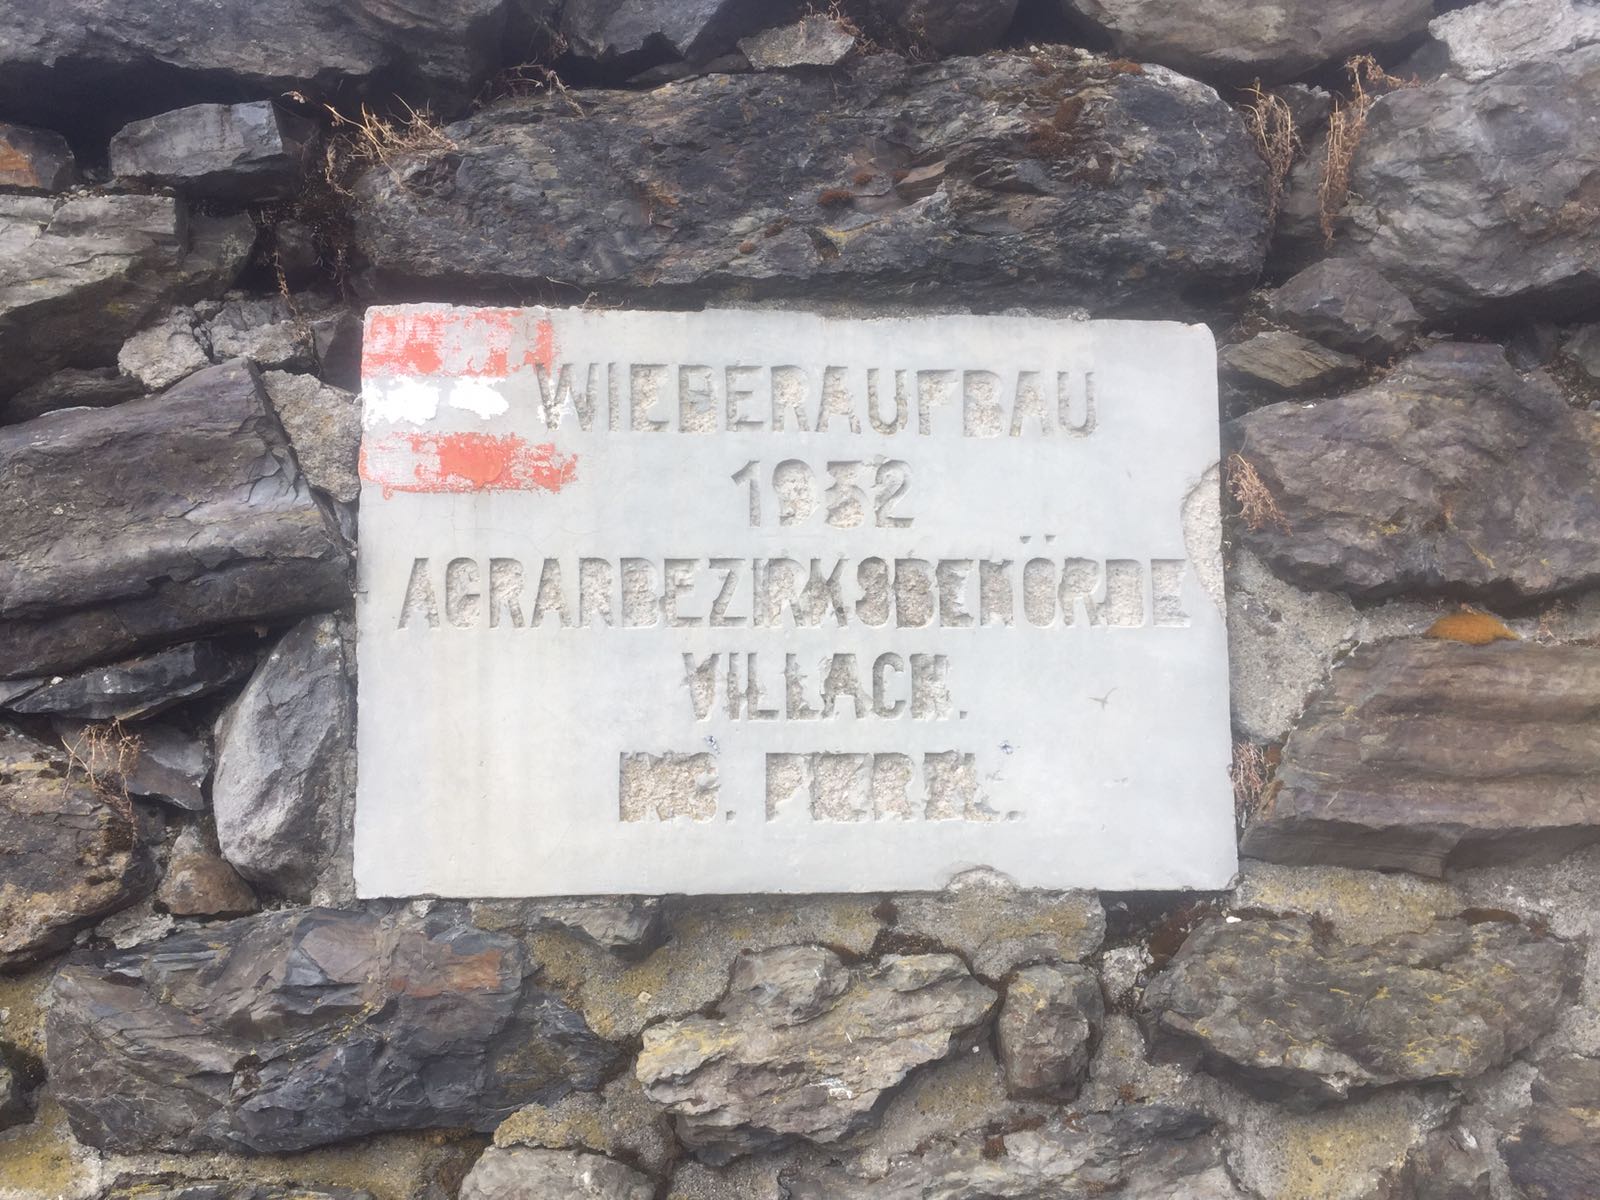 WIEDERAUFBAU
1932
AGRARBEZIRKSBEHÖRDE
VILLACH.
ING.